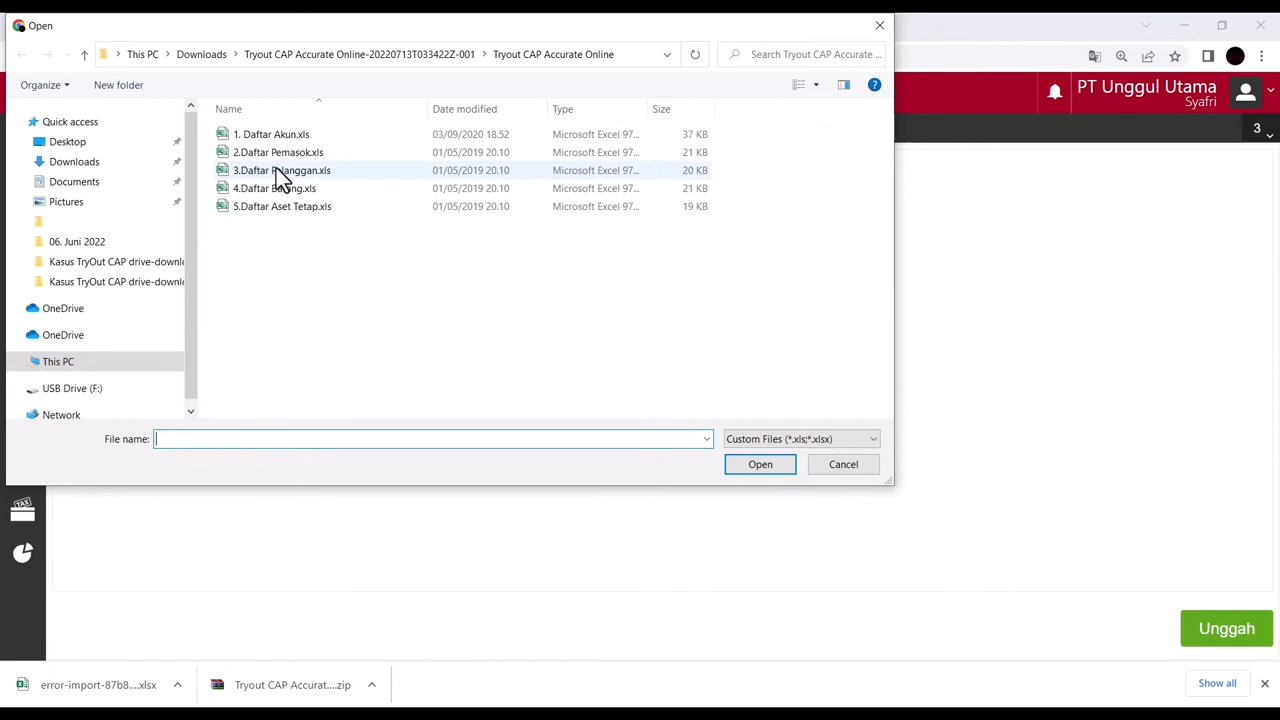 Open
This PC > Downloads > Tryout CAP Accurate Online-20220713T033422Z-001 > Tryout CAP Accurate Online
Search Tryout CAP Accurate ...
PT Unggul Utama
Syafri
Organize
New folder
3
Name Date modified Type Size
Quick access
Desktop
Downloads
Documents
Pictures
06. Juni 2022
Kasus TryOut CAP drive-downl
Kasus TryOut CAP drive-downl
OneDrive
OneDrive
This PC
USB Drive (F:)
Network
1. Daftar Akun.xls 03/09/2020 18.52 Microsoft Excel 97... 37 KB
2.Daftar Pemasok.xls 01/05/2019 20.10 Microsoft Excel 97... 21 KB
3.Daftar 01/05/2019 20.10 Microsoft Excel 97... 20 KB
4.Daftar 01/05/2019 20.10 Microsoft Excel 97... 21 KB
5.Daftar Aset Tetap.xls 01/05/2019 20.10 Microsoft Excel 97... 19 KB
File name:
Custom Files (*.xls;*.xlsx)
Open
Cancel
TAX
Unggah
error-import-87b8....xlsx
Tryout CAP Accurat....zip
Show all